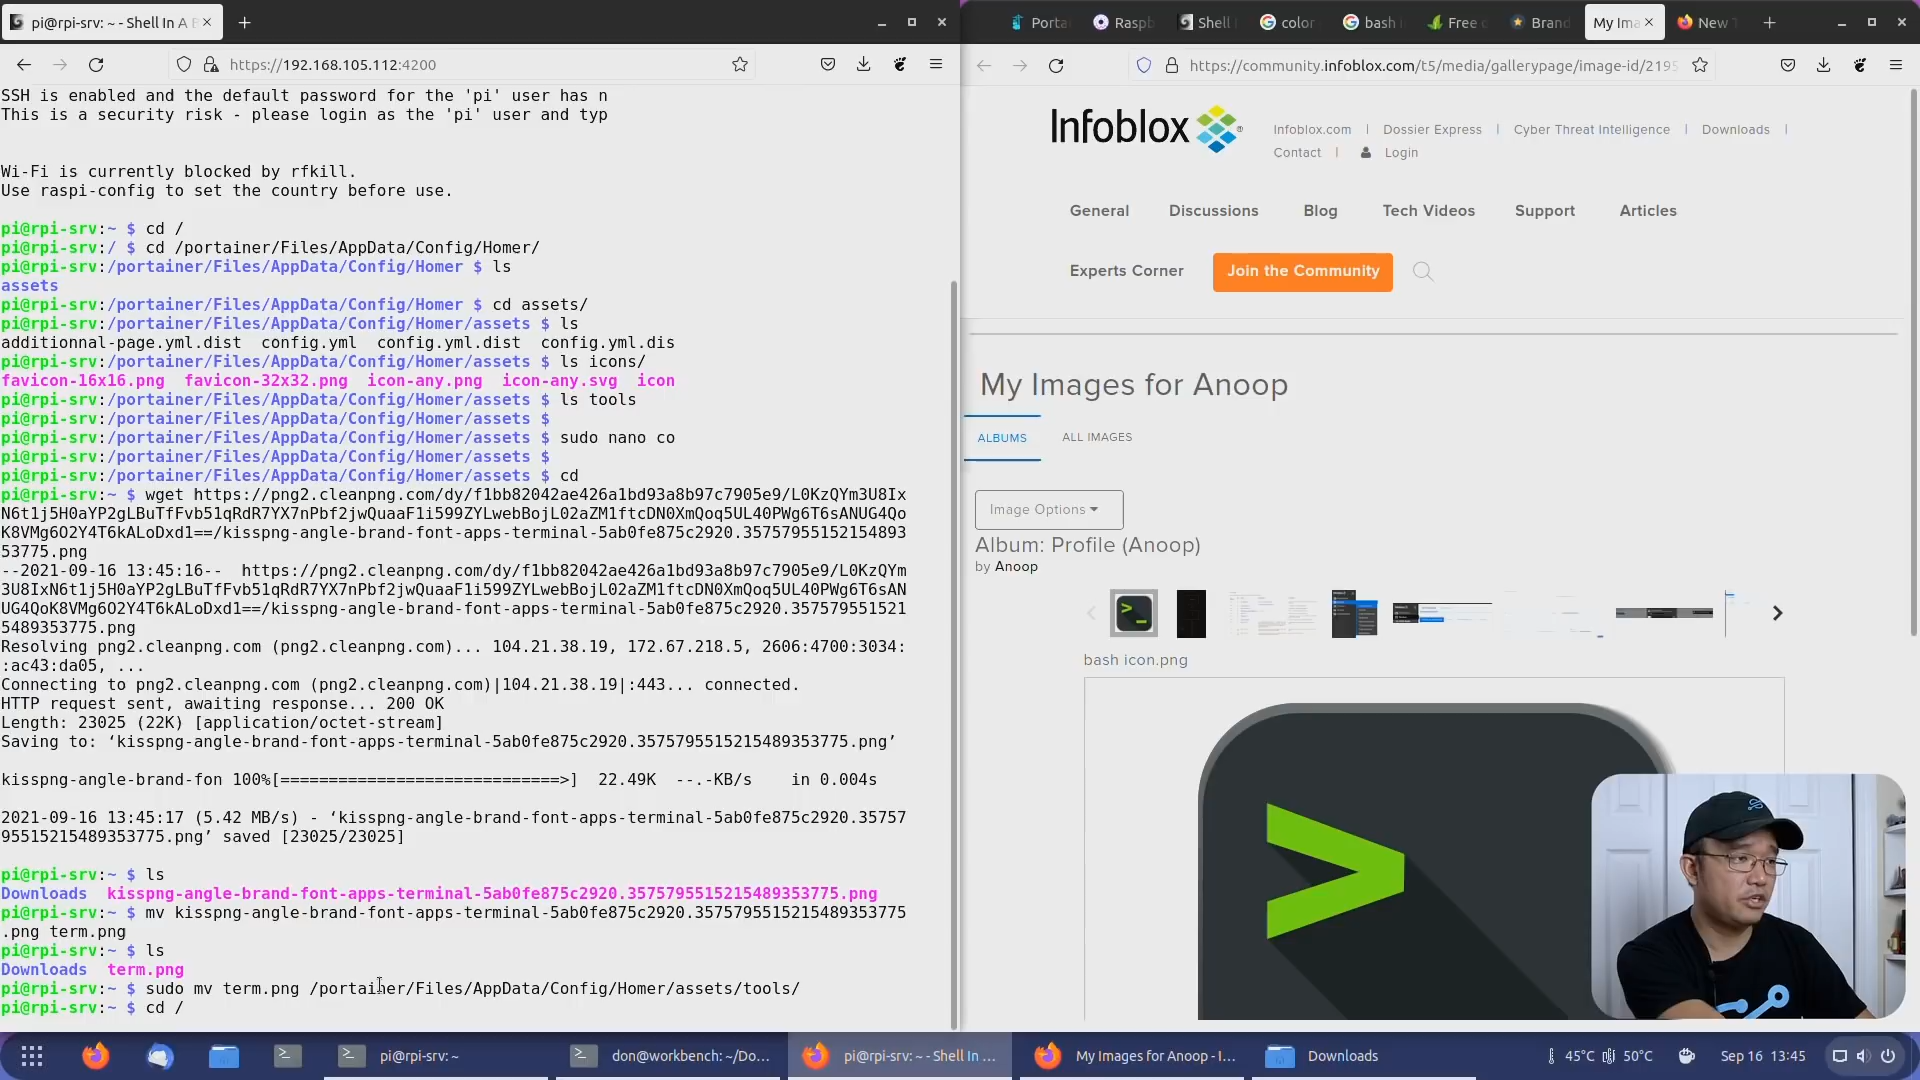 pi@rpi-srv: ~ - Shell In A B
https://192.168.105.112:4200
SSH is enabled and the default password for the 'pi' user has n
This is a security risk - please login as the 'pi' user and typ
Wi-Fi is currently blocked by rfkill.
Use raspi-config to set the country before use.
pi@rpi-srv:~ $ cd /
pi@rpi-srv:/ $ cd /portainer/Files/AppData/Config/Homer/
pi@rpi-srv:/portainer/Files/AppData/Config/Homer $ ls
assets
pi@rpi-srv:/portainer/Files/AppData/Config/Homer $ cd assets/
pi@rpi-srv:/portainer/Files/AppData/Config/Homer/assets $ ls
additionnal-page.yml.dist  config.yml  config.yml.dist  config.yml.dis
pi@rpi-srv:/portainer/Files/AppData/Config/Homer/assets $ ls icons/
favicon-16x16.png  favicon-32x32.png  icon-any.png  icon-any.svg  icon
pi@rpi-srv:/portainer/Files/AppData/Config/Homer/assets $ ls tools
pi@rpi-srv:/portainer/Files/AppData/Config/Homer/assets $
pi@rpi-srv:/portainer/Files/AppData/Config/Homer/assets $ sudo nano co
pi@rpi-srv:/portainer/Files/AppData/Config/Homer/assets $
pi@rpi-srv:/portainer/Files/AppData/Config/Homer/assets $ cd
pi@rpi-srv:~ $ wget https://png2.cleanpng.com/dy/f1bb82042ae426a1bd93a8b97c7905e9/L0KzQYm3U8Ix
N6t1j5H0aYP2gLBuTfFvb51qRdR7YX7nPbf2jwQuaaF1i599ZYLwebBojL02aZM1ftcDN0XmQoq5UL40PWg6T6sANUG4Qo
K8VMg6O2Y4T6kALoDxd1==/kisspng-angle-brand-font-apps-terminal-5ab0fe875c2920.35757955152154893
53775.png
--2021-09-16 13:45:16--  https://png2.cleanpng.com/dy/f1bb82042ae426a1bd93a8b97c7905e9/L0KzQYm
3U8IxN6t1j5H0aYP2gLBuTfFvb51qRdR7YX7nPbf2jwQuaaF1i599ZYLwebBojL02aZM1ftcDN0XmQoq5UL40PWg6T6sAN
UG4QoK8VMg6O2Y4T6kALoDxd1==/kisspng-angle-brand-font-apps-terminal-5ab0fe875c2920.357579551521
5489353775.png
Resolving png2.cleanpng.com (png2.cleanpng.com)... 104.21.38.19, 172.67.218.5, 2606:4700:3034:
:ac43:da05, ...
Connecting to png2.cleanpng.com (png2.cleanpng.com)|104.21.38.19|:443... connected.
HTTP request sent, awaiting response... 200 OK
Length: 23025 (22K) [application/octet-stream]
Saving to: ‘kisspng-angle-brand-font-apps-terminal-5ab0fe875c2920.3575795515215489353775.png’
kisspng-angle-brand-fon 100%[=============================>]  22.49K  --.-KB/s    in 0.004s
2021-09-16 13:45:17 (5.42 MB/s) - ‘kisspng-angle-brand-font-apps-terminal-5ab0fe875c2920.35757
95515215489353775.png’ saved [23025/23025]
pi@rpi-srv:~ $ ls
Downloads  kisspng-angle-brand-font-apps-terminal-5ab0fe875c2920.3575795515215489353775.png
pi@rpi-srv:~ $ mv kisspng-angle-brand-font-apps-terminal-5ab0fe875c2920.3575795515215489353775
.png term.png
pi@rpi-srv:~ $ ls
Downloads  term.png
pi@rpi-srv:~ $ sudo mv term.png /portainer/Files/AppData/Config/Homer/assets/tools/
pi@rpi-srv:~ $ cd /
Porta Raspb Shell color bash Free Brand My Ima New
https://community.infoblox.com/t5/media/gallerypage/image-id/2195
Infoblox
Infoblox.com | Dossier Express | Cyber Threat Intelligence | Downloads |
Contact | Login
General Discussions Blog Tech Videos Support Articles
Experts Corner Join the Community
My Images for Anoop
ALBUMS ALL IMAGES
Image Options
Album: Profile (Anoop)
by Anoop
bash icon.png
pi@rpi-srv: ~ don@workbench: ~/Do... pi@rpi-srv: ~ - Shell In ... My Images for Anoop - I... Downloads 45°C 50°C Sep 16 13:45